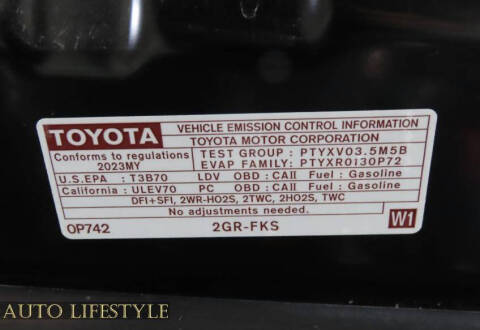 TOYOTA
VEHICLE EMISSION CONTROL INFORMATION
TOYOTA MOTOR CORPORATION
Conforms to regulations
2023MY
TEST GROUP : PTYXV03.5M5B
EVAP FAMILY: PTYXR0130P72
U.S.EPA : T3B70 LDV OBD : CAII Fuel : Gasoline
California : ULEV70 PC OBD : CAII Fuel : Gasoline
DFI+SFI, 2WR-HO2S, 2TWC, 2HO2S, TWC
No adjustments needed.
0P742 2GR-FKS W1
AUTO LIFESTYLE